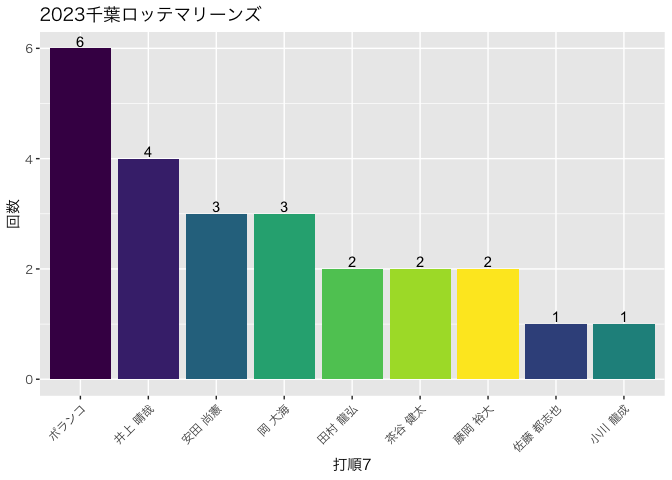 2023千葉ロッテマリーンズ
回数
6
4
2
0
6
4
3
3
2
2
2
1
1
ポランコ
井上 晴哉
安田 尚憲
岡 大海
田村 龍弘
茶谷 健太
藤岡 裕大
佐藤 都志也
小川 龍成
打順7